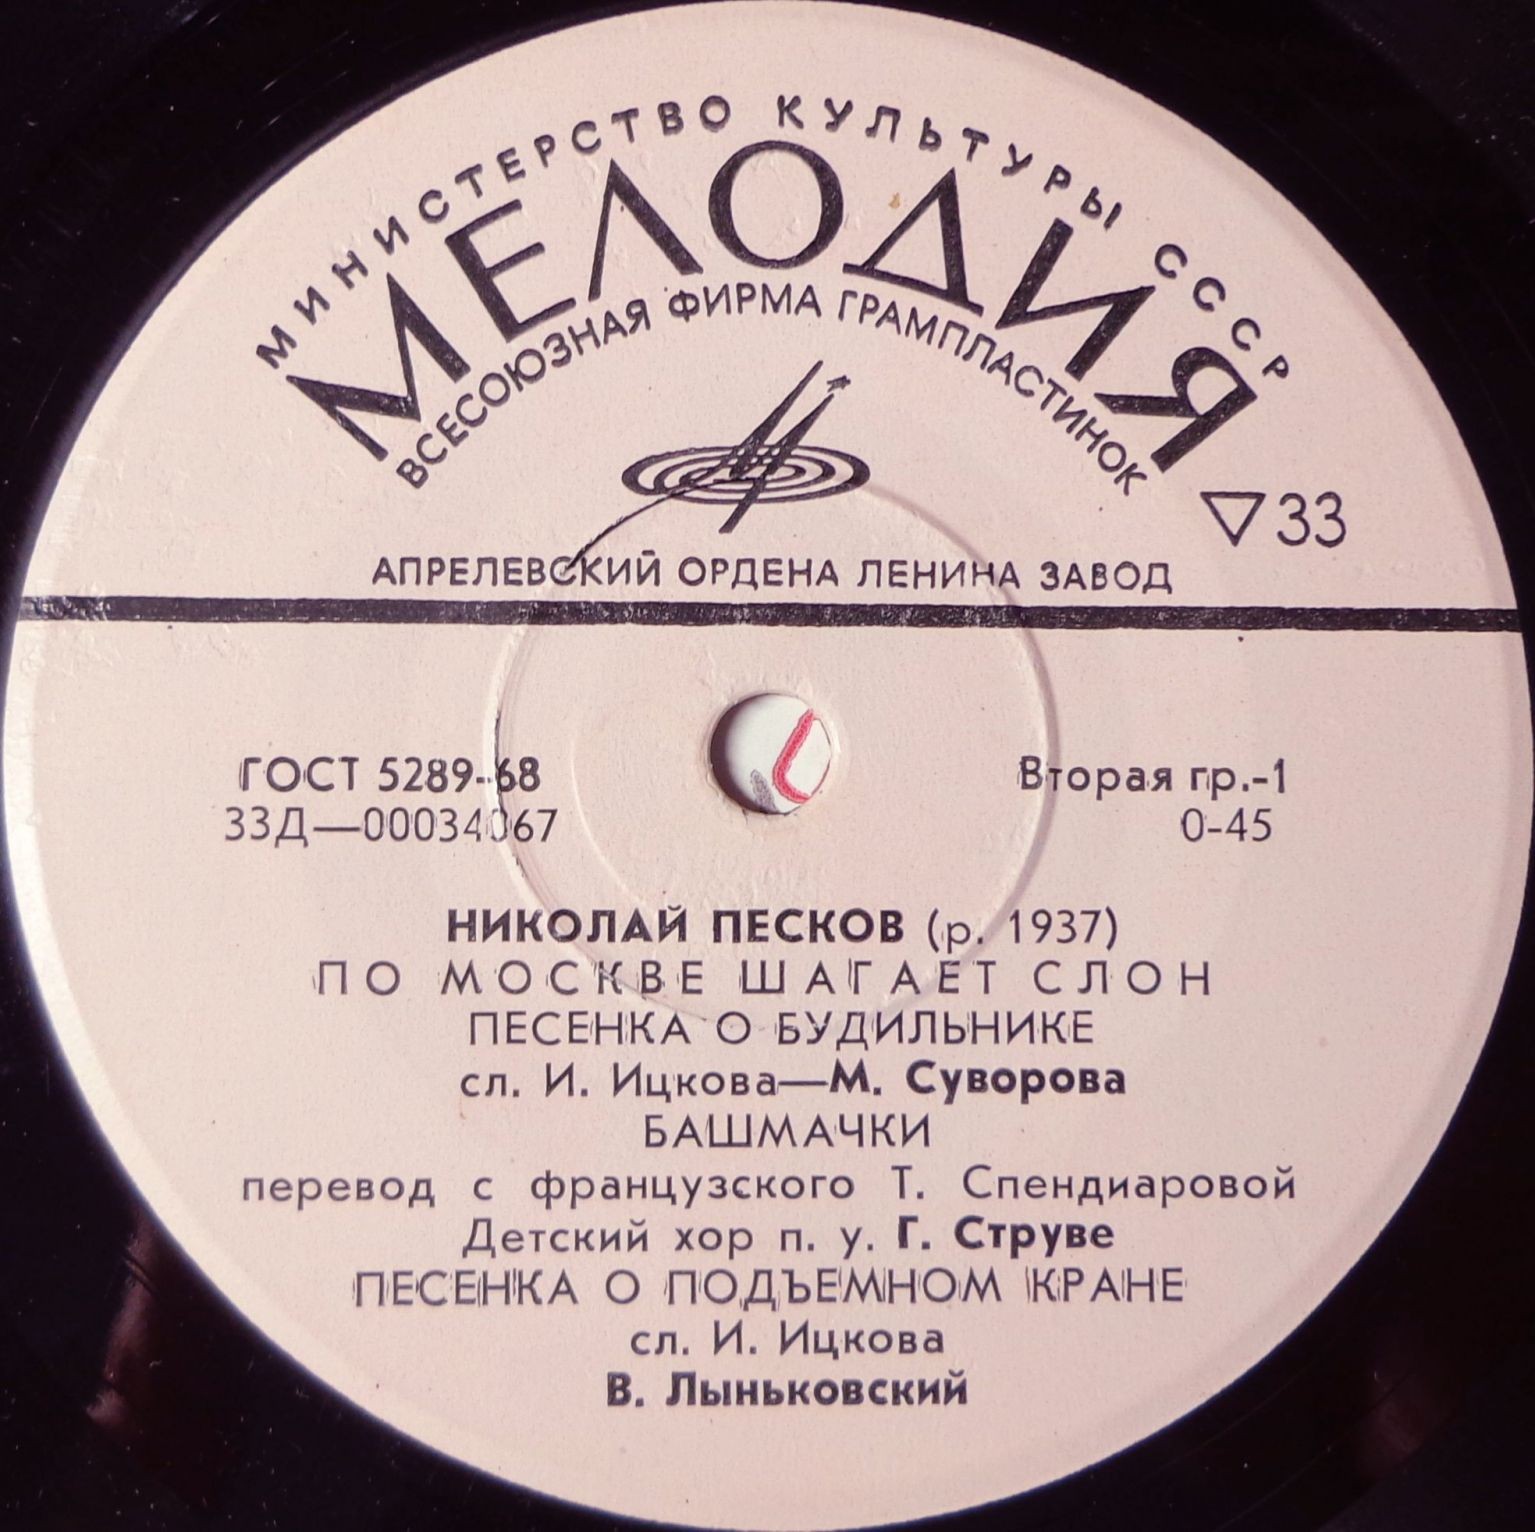 МИНИСТЕРСТВО КУЛЬТУРЫ СССР
МЕЛОДИЯ
ВСЕСОЮЗНАЯ ФИРМА ГРАМПЛАСТИНОК
33
АПРЕЛЕВСКИЙ ОРДЕНА ЛЕНИНА ЗАВОД
ГОСТ 5289-68 Вторая гр.-1
33Д—00034067 0-45
НИКОЛАЙ ПЕСКОВ (р. 1937)
ПО МОСКВЕ ШАГАЕТ СЛОН
ПЕСЕНКА О БУДИЛЬНИКЕ
сл. И. Ицкова—М. Суворова
БАШМАЧКИ
перевод с французского Т. Спендиаровой
Детский хор п. у. Г. Струве
ПЕСЕНКА О ПОДЪЕМНОМ КРАНЕ
сл. И. Ицкова
В. Лыньковский